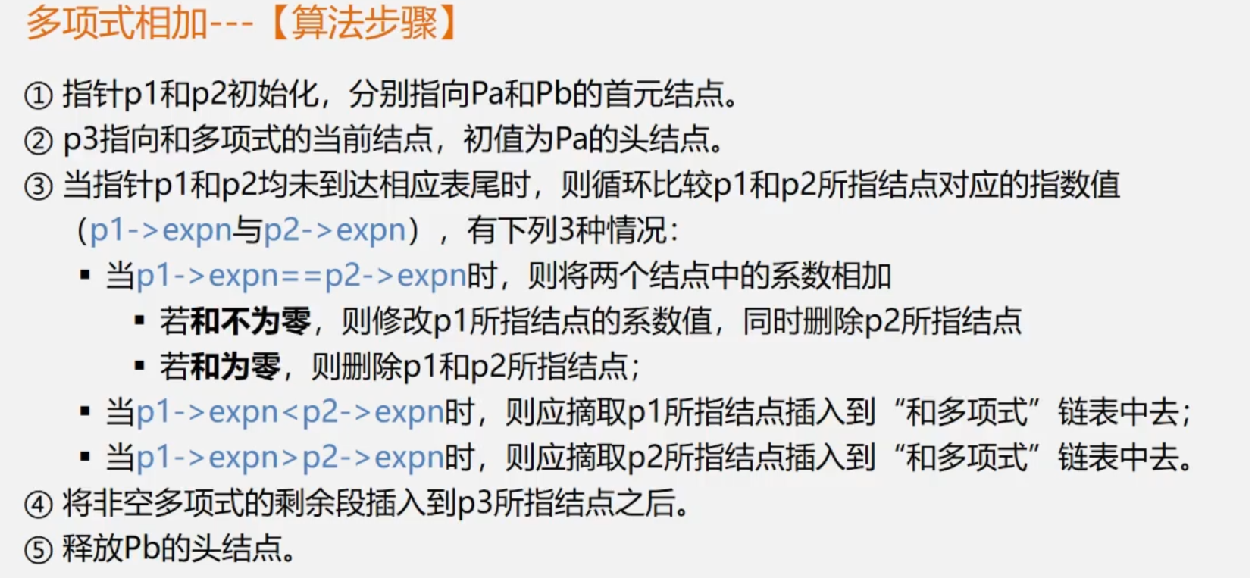 多项式相加---【算法步骤】
① 指针p1和p2初始化，分别指向Pa和Pb的首元结点。
② p3指向和多项式的当前结点，初值为Pa的头结点。
③ 当指针p1和p2均未到达相应表尾时，则循环比较p1和p2所指结点对应的指数值
（p1->expn与p2->expn），有下列3种情况：
▪ 当p1->expn==p2->expn时，则将两个结点中的系数相加
▪ 若和不为零，则修改p1所指结点的系数值，同时删除p2所指结点
▪ 若和为零，则删除p1和p2所指结点；
▪ 当p1->expn<p2->expn时，则应摘取p1所指结点插入到“和多项式”链表中去；
▪ 当p1->expn>p2->expn时，则应摘取p2所指结点插入到“和多项式”链表中去。
④ 将非空多项式的剩余段插入到p3所指结点之后。
⑤ 释放Pb的头结点。